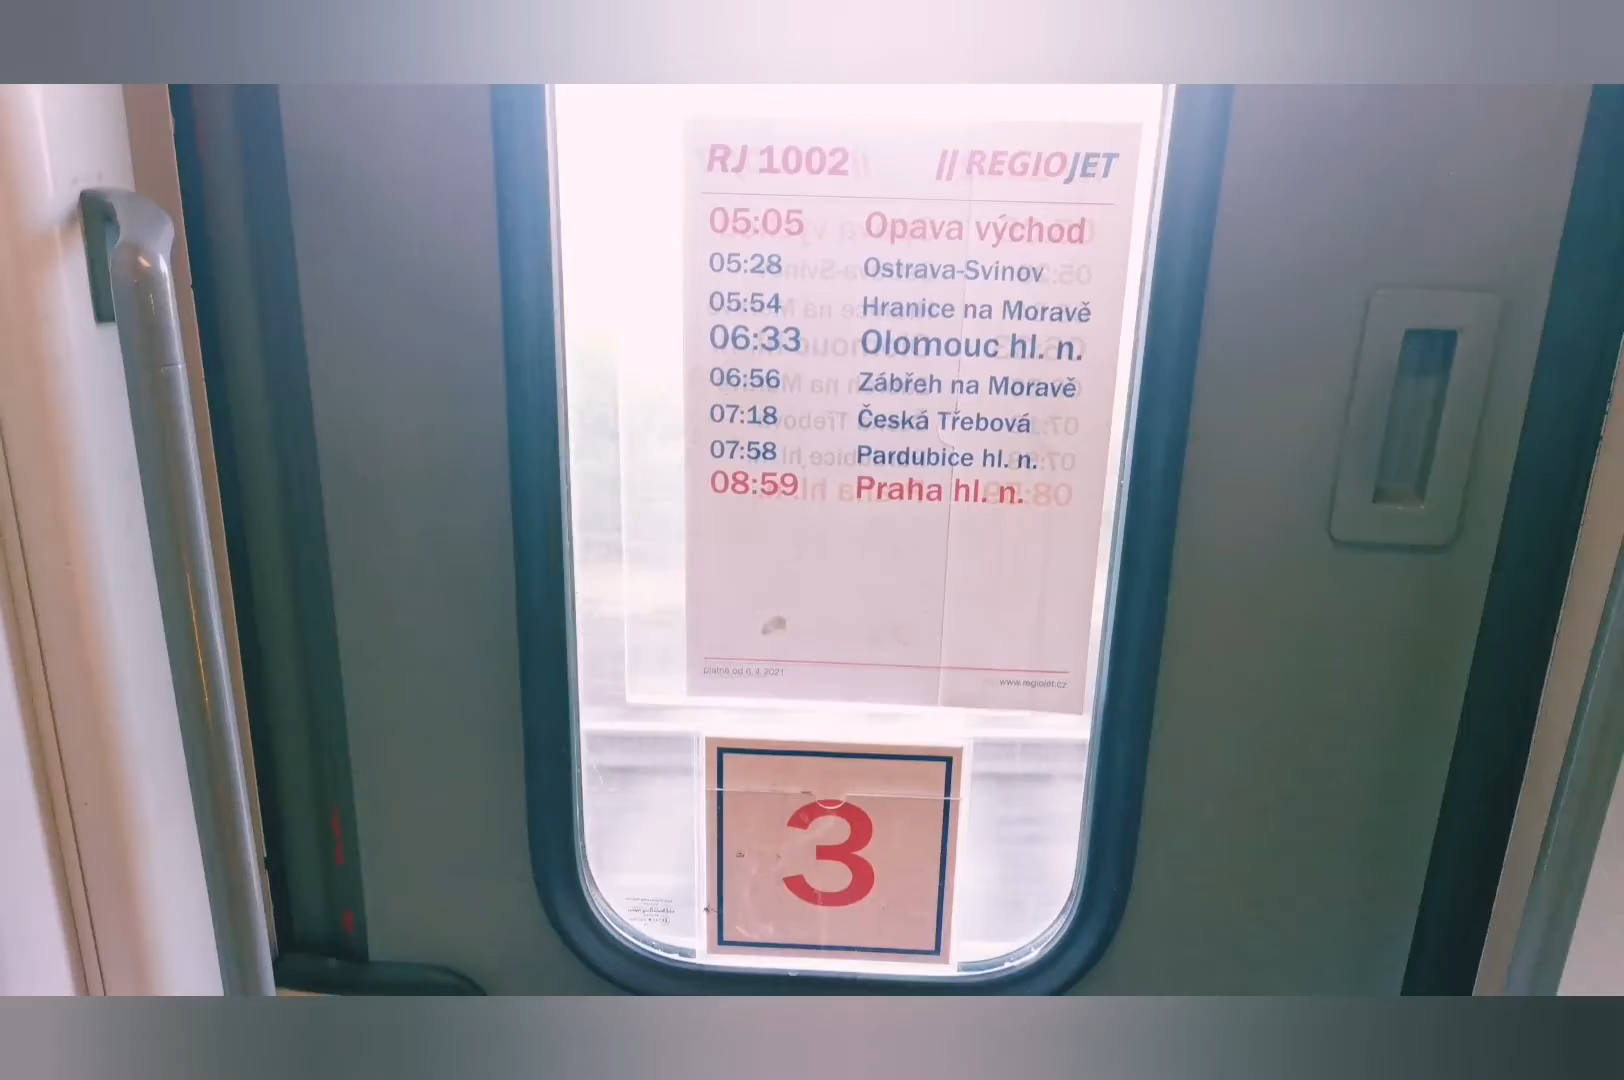 RJ 1002 // REGIOJET
05:05 Opava východ
05:28 Ostrava-Svinov
05:54 Hranice na Moravě
06:33 Olomouc hl. n.
06:56 Zábřeh na Moravě
07:18 Česká Třebová
07:58 Pardubice hl. n.
08:59 Praha hl. n.
platné od 6. 4. 2021 www.regiojet.cz
3